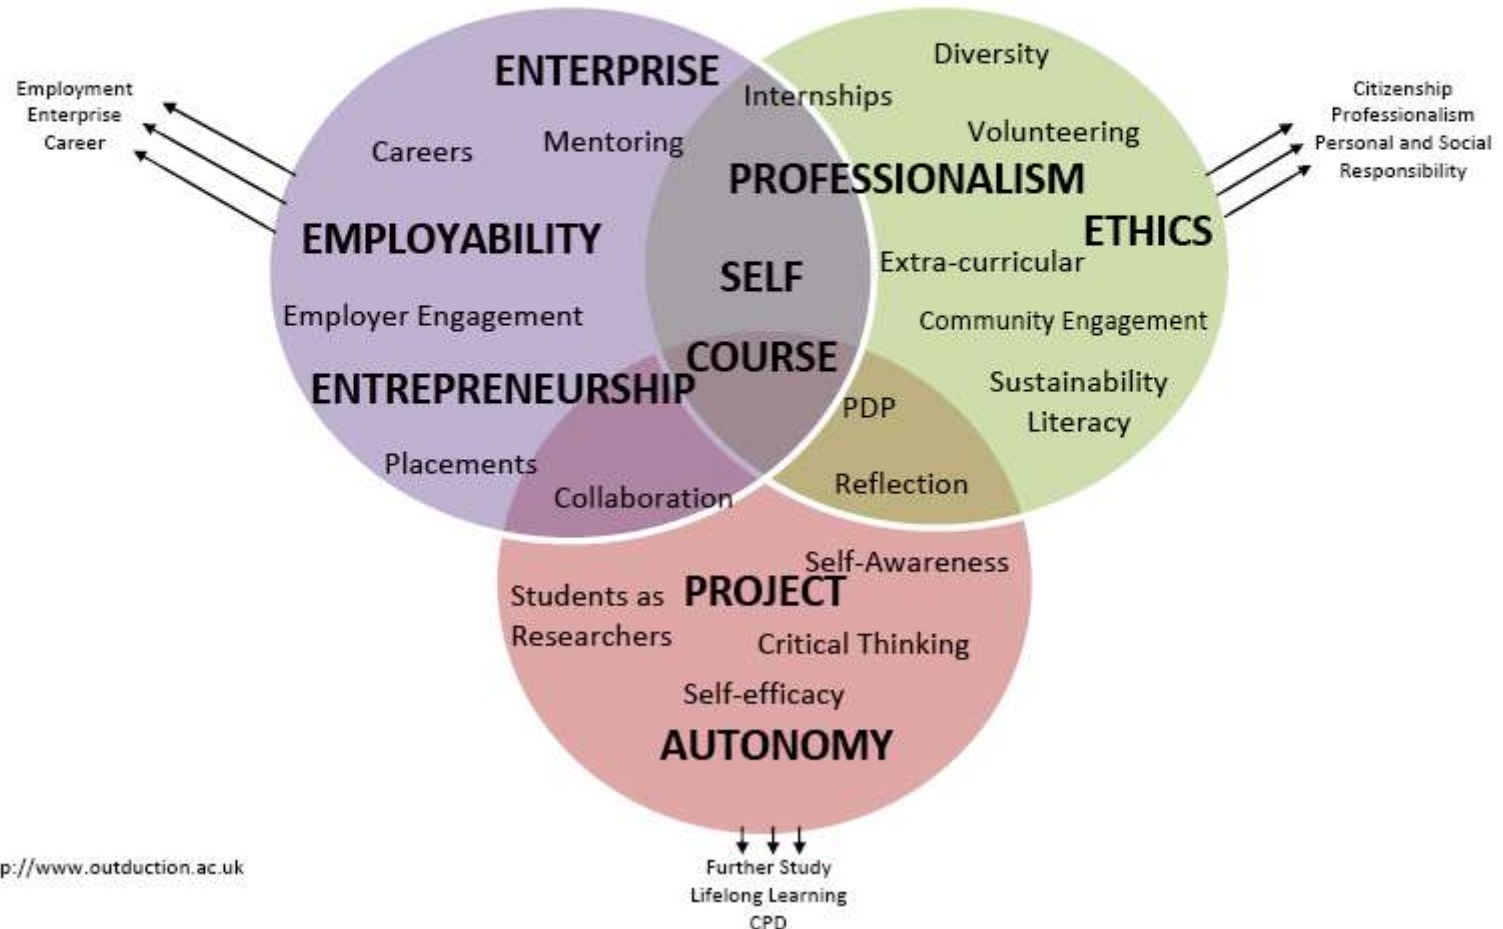 ENTERPRISE
Careers
Mentoring
EMPLOYABILITY
Employer Engagement
ENTREPRENEURSHIP
Placements
Collaboration
Employment
Enterprise
Career
Internships
Diversity
Volunteering
PROFESSIONALISM
ETHICS
Extra-curricular
Community Engagement
Sustainability
Literacy
Citizenship
Professionalism
Personal and Social
Responsibility
SELF
COURSE
PDP
Reflection
Self-Awareness
PROJECT
Students as
Researchers
Critical Thinking
Self-efficacy
AUTONOMY
Further Study
Lifelong Learning
CPD
p://www.outduction.ac.uk